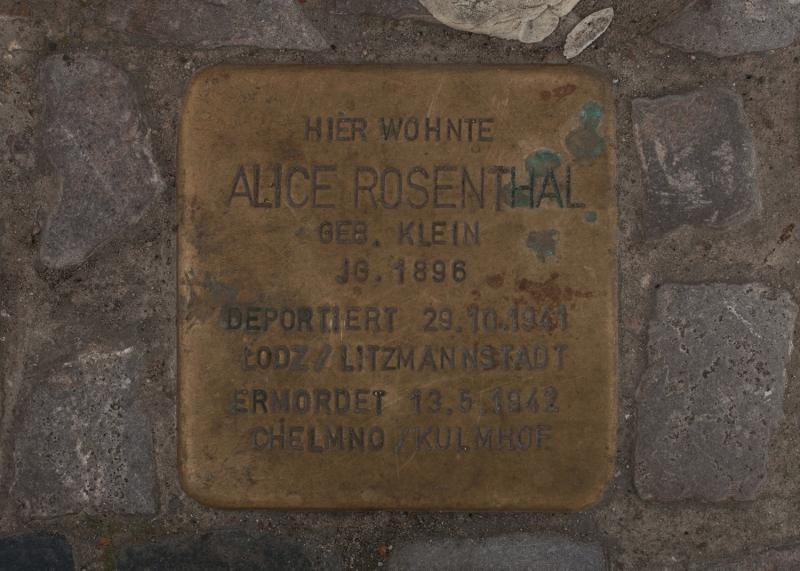 HIER WOHNTE
ALICE ROSENTHAL
GEB. KLEIN
JG. 1896
DEPORTIERT 29.10.1941
ŁODZ / LITZMANNSTADT
ERMORDET 13.5.1942
CHELMNO / KULMHOF